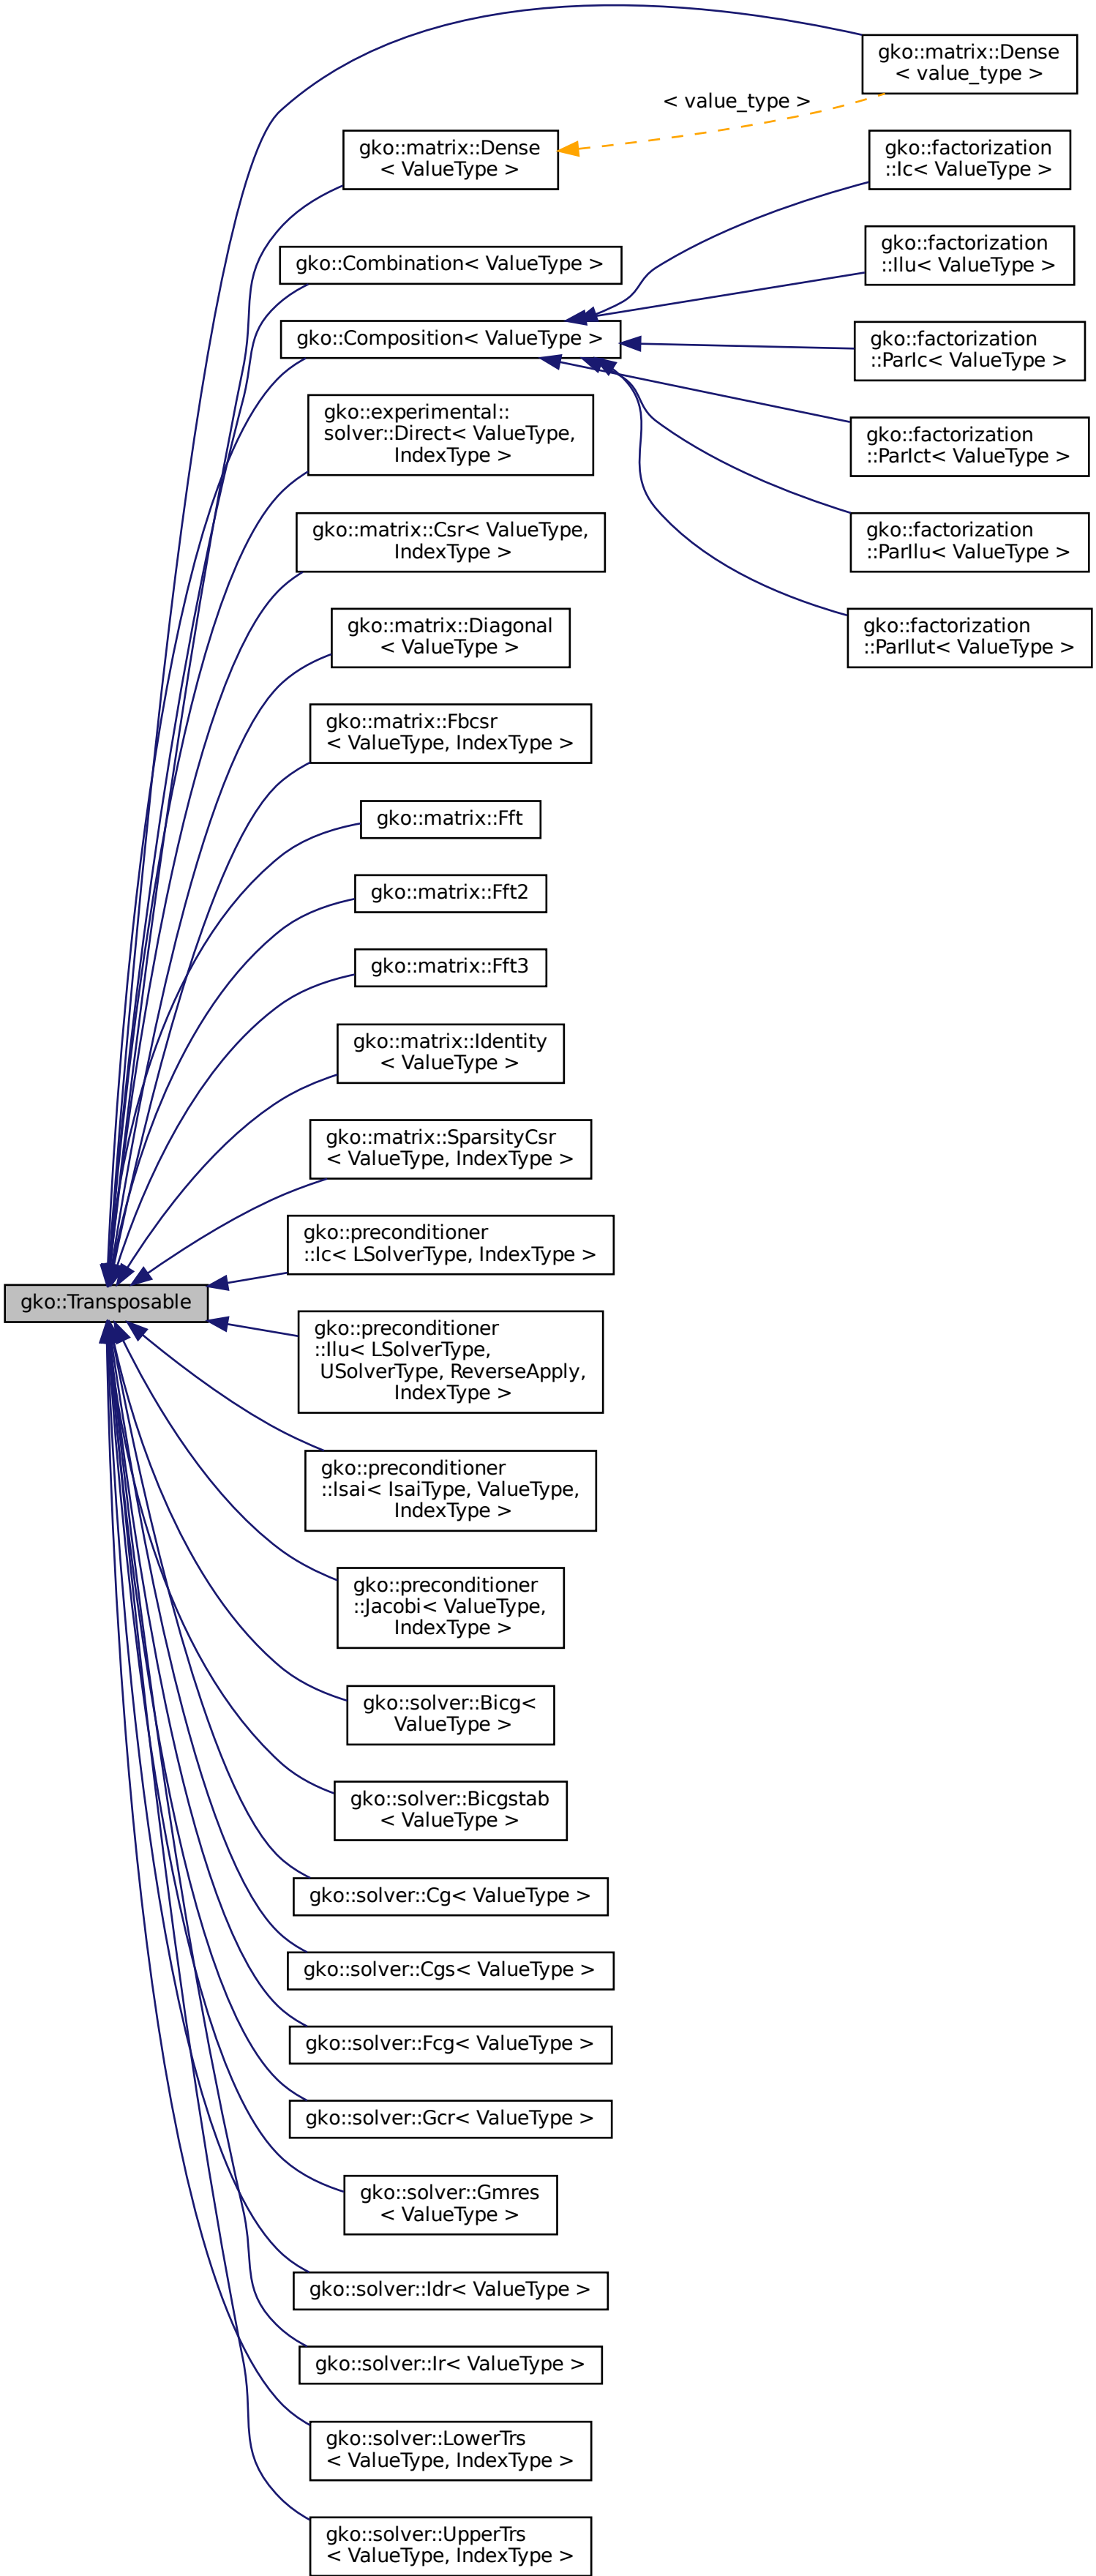 gko::matrix::Dense
< value_type >
< value_type >
gko::matrix::Dense
< ValueType >
gko::factorization
::Ic< ValueType >
gko::factorization
::Ilu< ValueType >
gko::Combination< ValueType >
gko::Composition< ValueType >
gko::factorization
::ParIc< ValueType >
gko::experimental::
solver::Direct< ValueType,
IndexType >
gko::factorization
::ParIct< ValueType >
gko::matrix::Csr< ValueType,
IndexType >
gko::factorization
::ParIlu< ValueType >
gko::matrix::Diagonal
< ValueType >
gko::factorization
::ParIlut< ValueType >
gko::matrix::Fbcsr
< ValueType, IndexType >
gko::matrix::Fft
gko::matrix::Fft2
gko::matrix::Fft3
gko::matrix::Identity
< ValueType >
gko::matrix::SparsityCsr
< ValueType, IndexType >
gko::preconditioner
::Ic< LSolverType, IndexType >
gko::Transposable
gko::preconditioner
::Ilu< LSolverType,
USolverType, ReverseApply,
IndexType >
gko::preconditioner
::Isai< IsaiType, ValueType,
IndexType >
gko::preconditioner
::Jacobi< ValueType,
IndexType >
gko::solver::Bicg<
ValueType >
gko::solver::Bicgstab
< ValueType >
gko::solver::Cg< ValueType >
gko::solver::Cgs< ValueType >
gko::solver::Fcg< ValueType >
gko::solver::Gcr< ValueType >
gko::solver::Gmres
< ValueType >
gko::solver::Idr< ValueType >
gko::solver::Ir< ValueType >
gko::solver::LowerTrs
< ValueType, IndexType >
gko::solver::UpperTrs
< ValueType, IndexType >